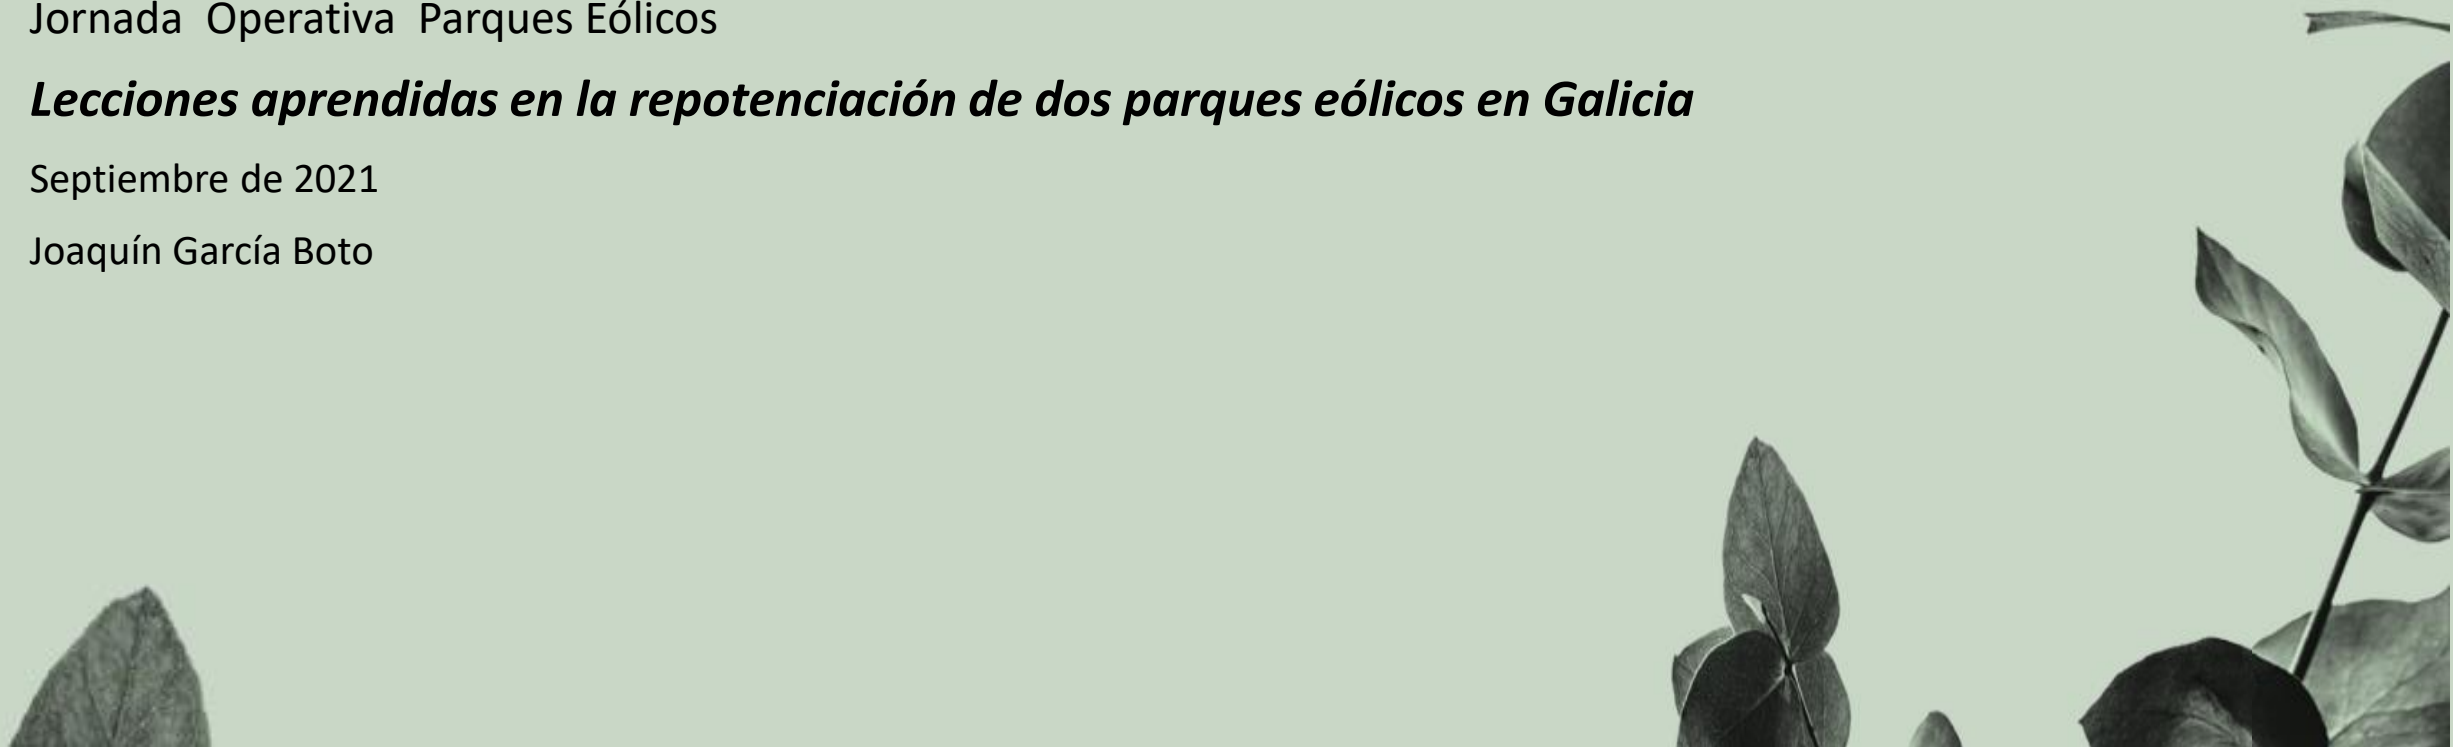 Jornada Operativa Parques Eólicos
Lecciones aprendidas en la repotenciación de dos parques eólicos en Galicia
Septiembre de 2021
Joaquín García Boto